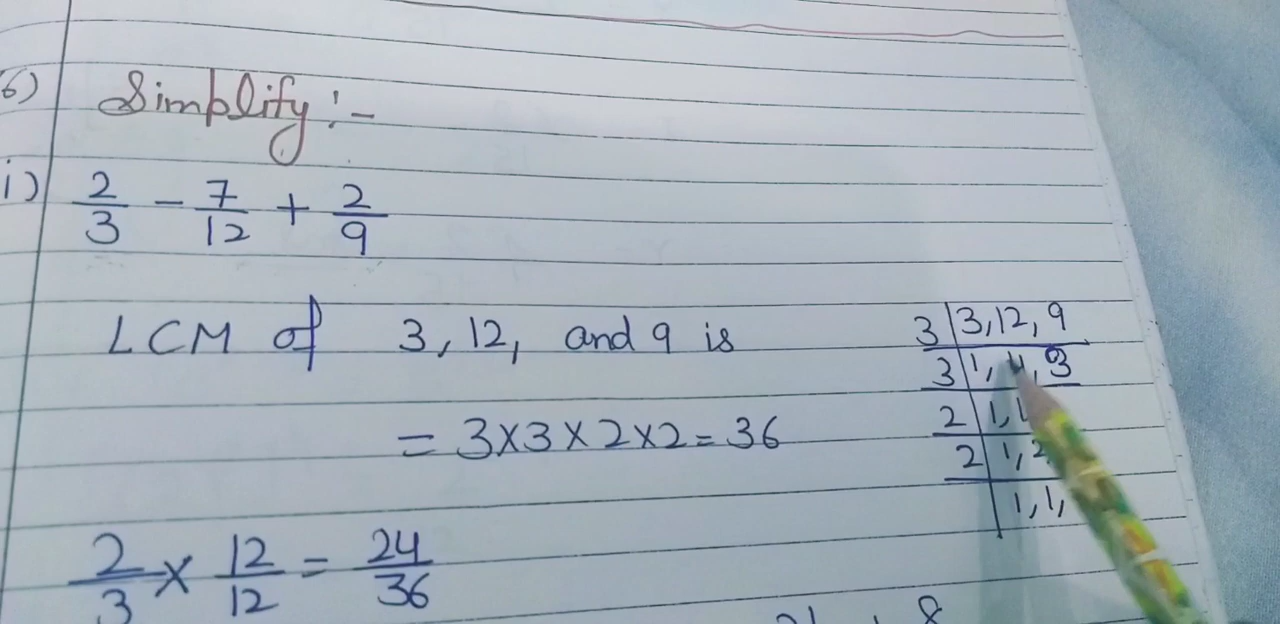 6) Simplify :-
i) 2/3 - 7/12 + 2/9
LCM of 3, 12, and 9 is
= 3×3×2×2 = 36
3 | 3, 12, 9
3 | 1, 4, 3
2 | 1,
2 | 1, 2
1, 1,
2/3 × 12/12 = 24/36
8